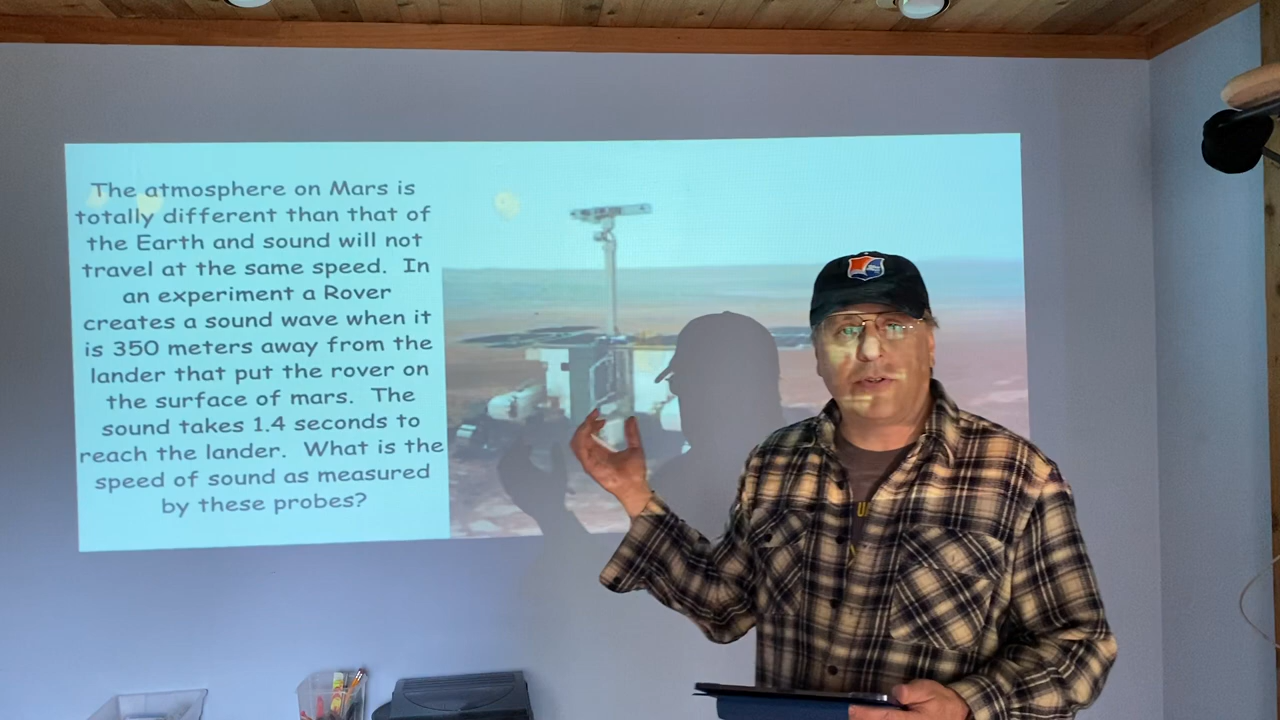 The atmosphere on Mars is
totally different than that of
the Earth and sound will not
travel at the same speed. In
an experiment a Rover
creates a sound wave when it
is 350 meters away from the
lander that put the rover on
the surface of mars. The
sound takes 1.4 seconds to
reach the lander. What is the
speed of sound as measured
by these probes?